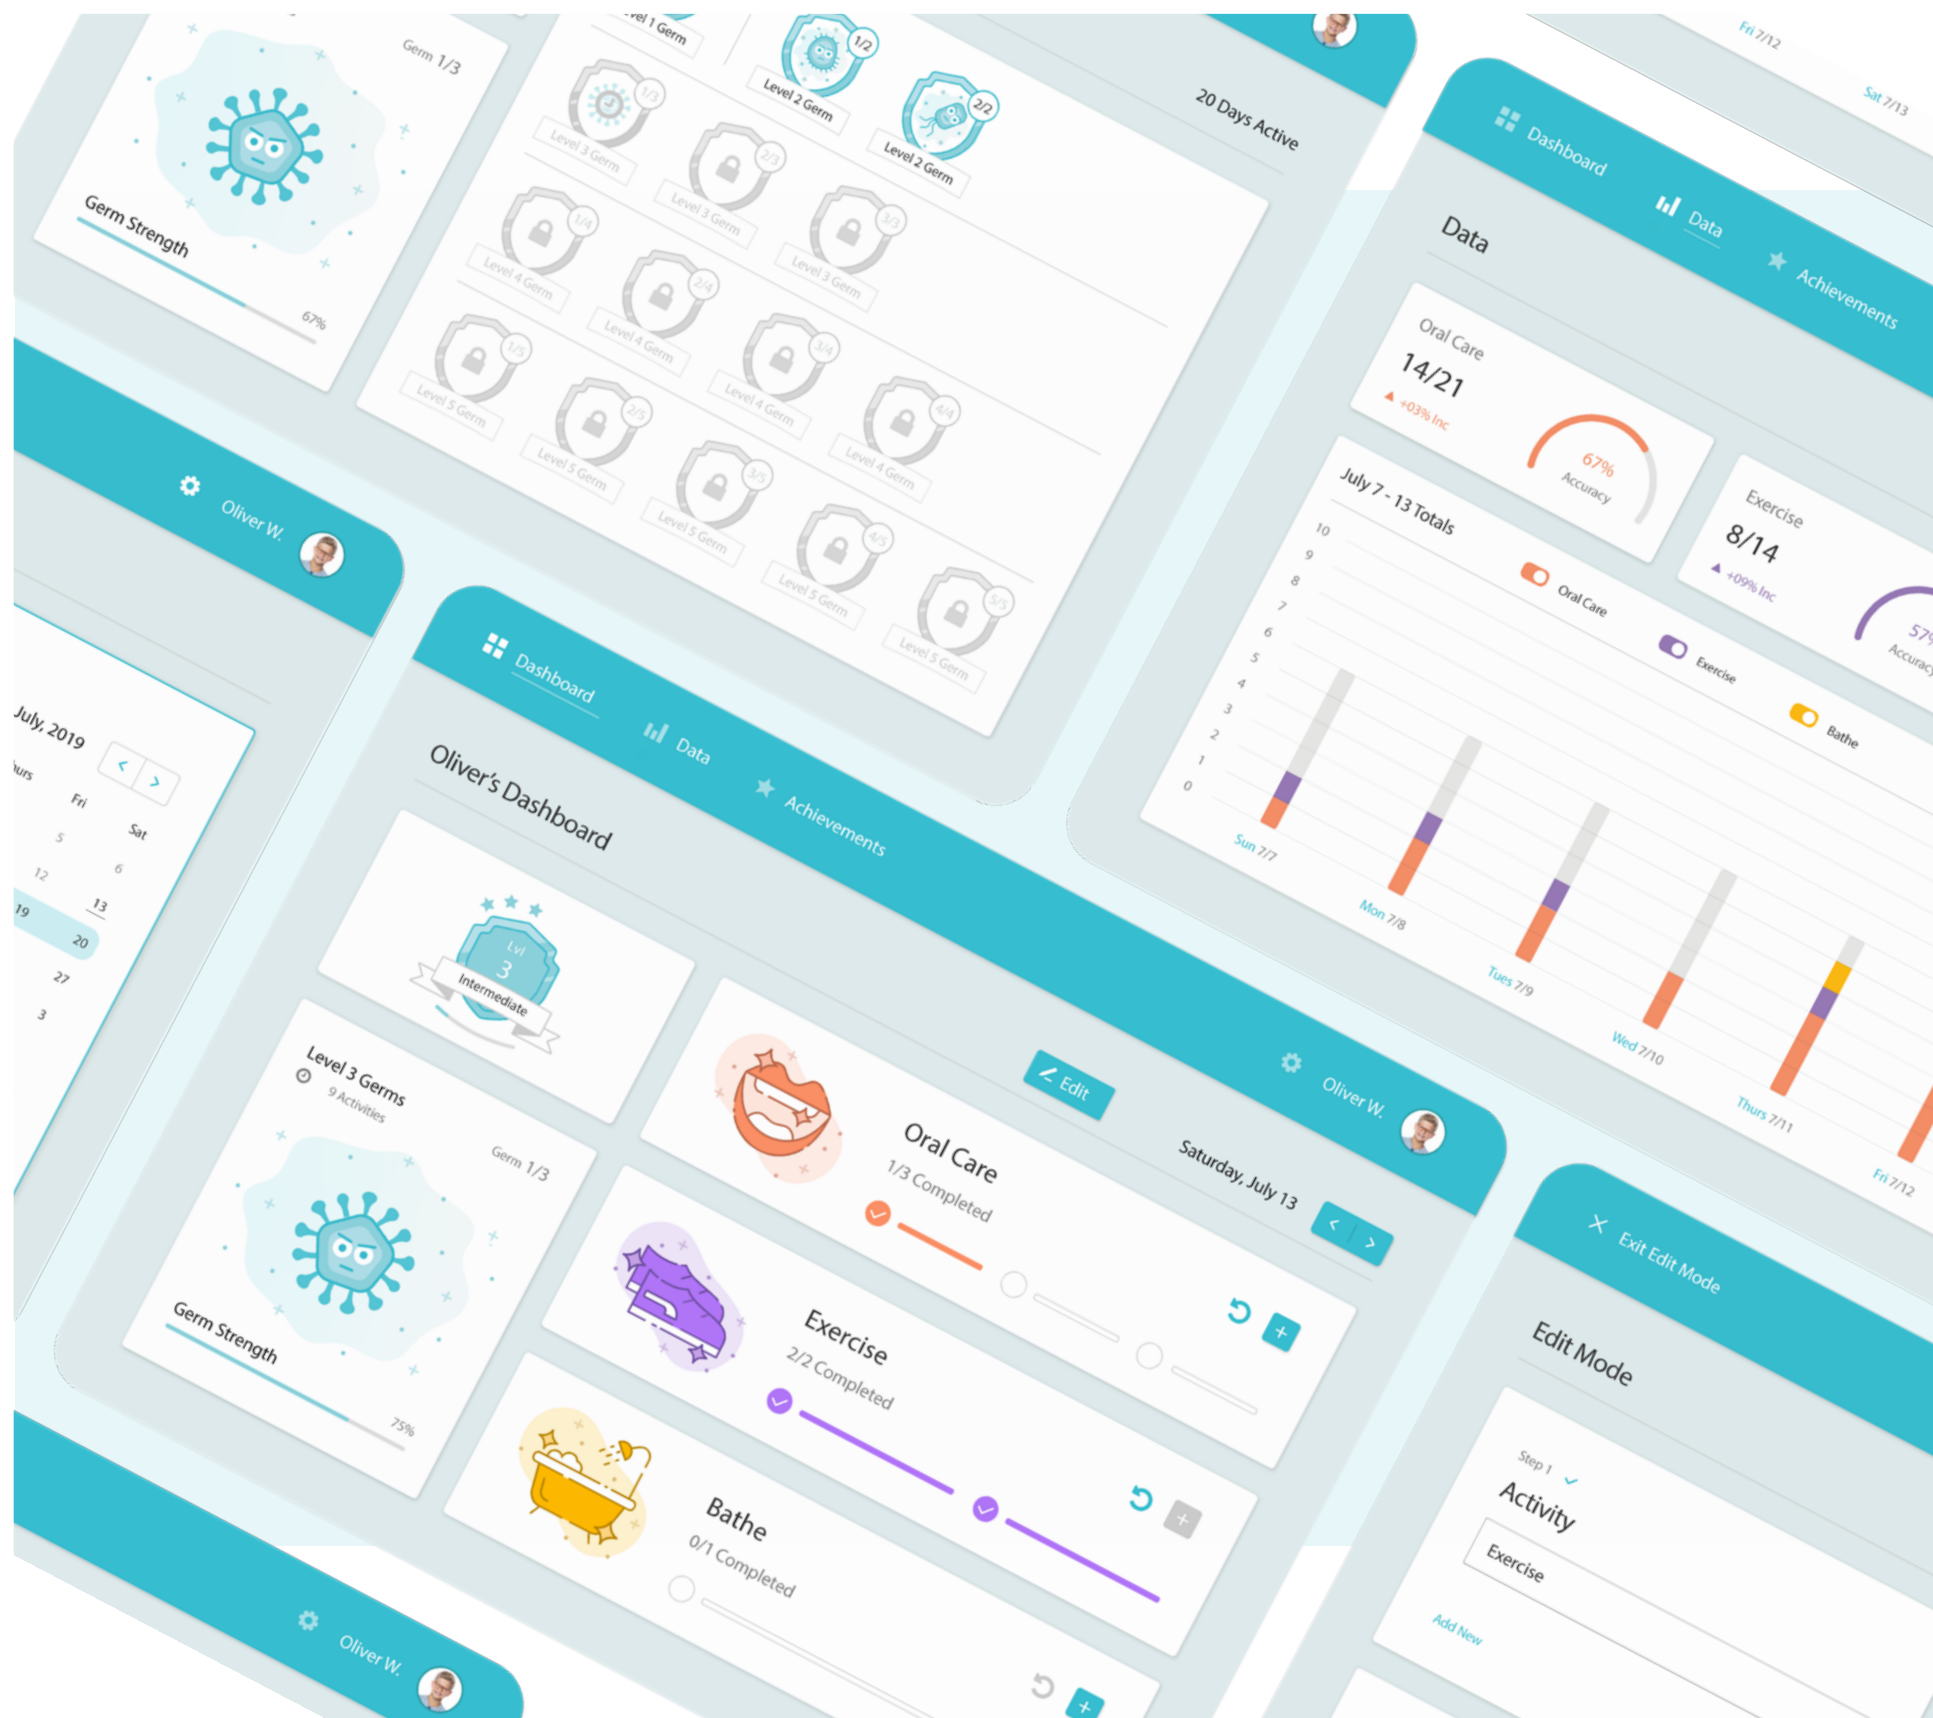 Germ 1/3
Germ Strength
67%
Level 1 Germ
1/2
Level 2 Germ
2/2
Level 2 Germ
1/3
Level 3 Germ
2/3
Level 3 Germ
3/3
Level 3 Germ
1/4
Level 4 Germ
2/4
Level 4 Germ
3/4
Level 4 Germ
4/4
Level 4 Germ
1/5
Level 5 Germ
2/5
Level 5 Germ
3/5
Level 5 Germ
4/5
Level 5 Germ
5/5
Level 5 Germ
20 Days Active
Fri 7/12
Sat 7/13
Dashboard
Data
Achievements
Data
Oral Care
14/21
+03% Inc
67%
Accuracy
Exercise
8/14
+09% Inc
57%
Accuracy
July 7 - 13 Totals
Oral Care
Exercise
Bathe
10
9
8
7
6
5
4
3
2
1
0
Sun 7/7
Mon 7/8
Tues 7/9
Wed 7/10
Thurs 7/11
Fri 7/12
Oliver W.
July, 2019
< >
Fri
Sat
5
6
12
13
19
20
27
3
Dashboard
Data
Achievements
Oliver W.
Oliver's Dashboard
Edit
Saturday, July 13
< >
Lvl
3
Intermediate
Level 3 Germs
9 Activities
Germ 1/3
Germ Strength
75%
Oral Care
1/3 Completed
Exercise
2/2 Completed
Bathe
0/1 Completed
Exit Edit Mode
Edit Mode
Step 1
Activity
Exercise
Add New
Oliver W.